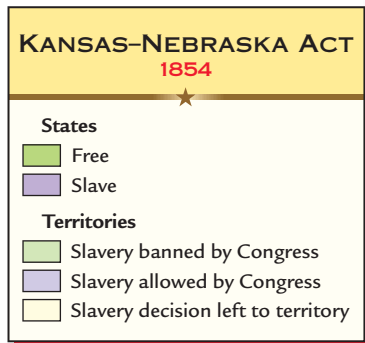 KANSAS–NEBRASKA ACT
1854
States
Free
Slave
Territories
Slavery banned by Congress
Slavery allowed by Congress
Slavery decision left to territory